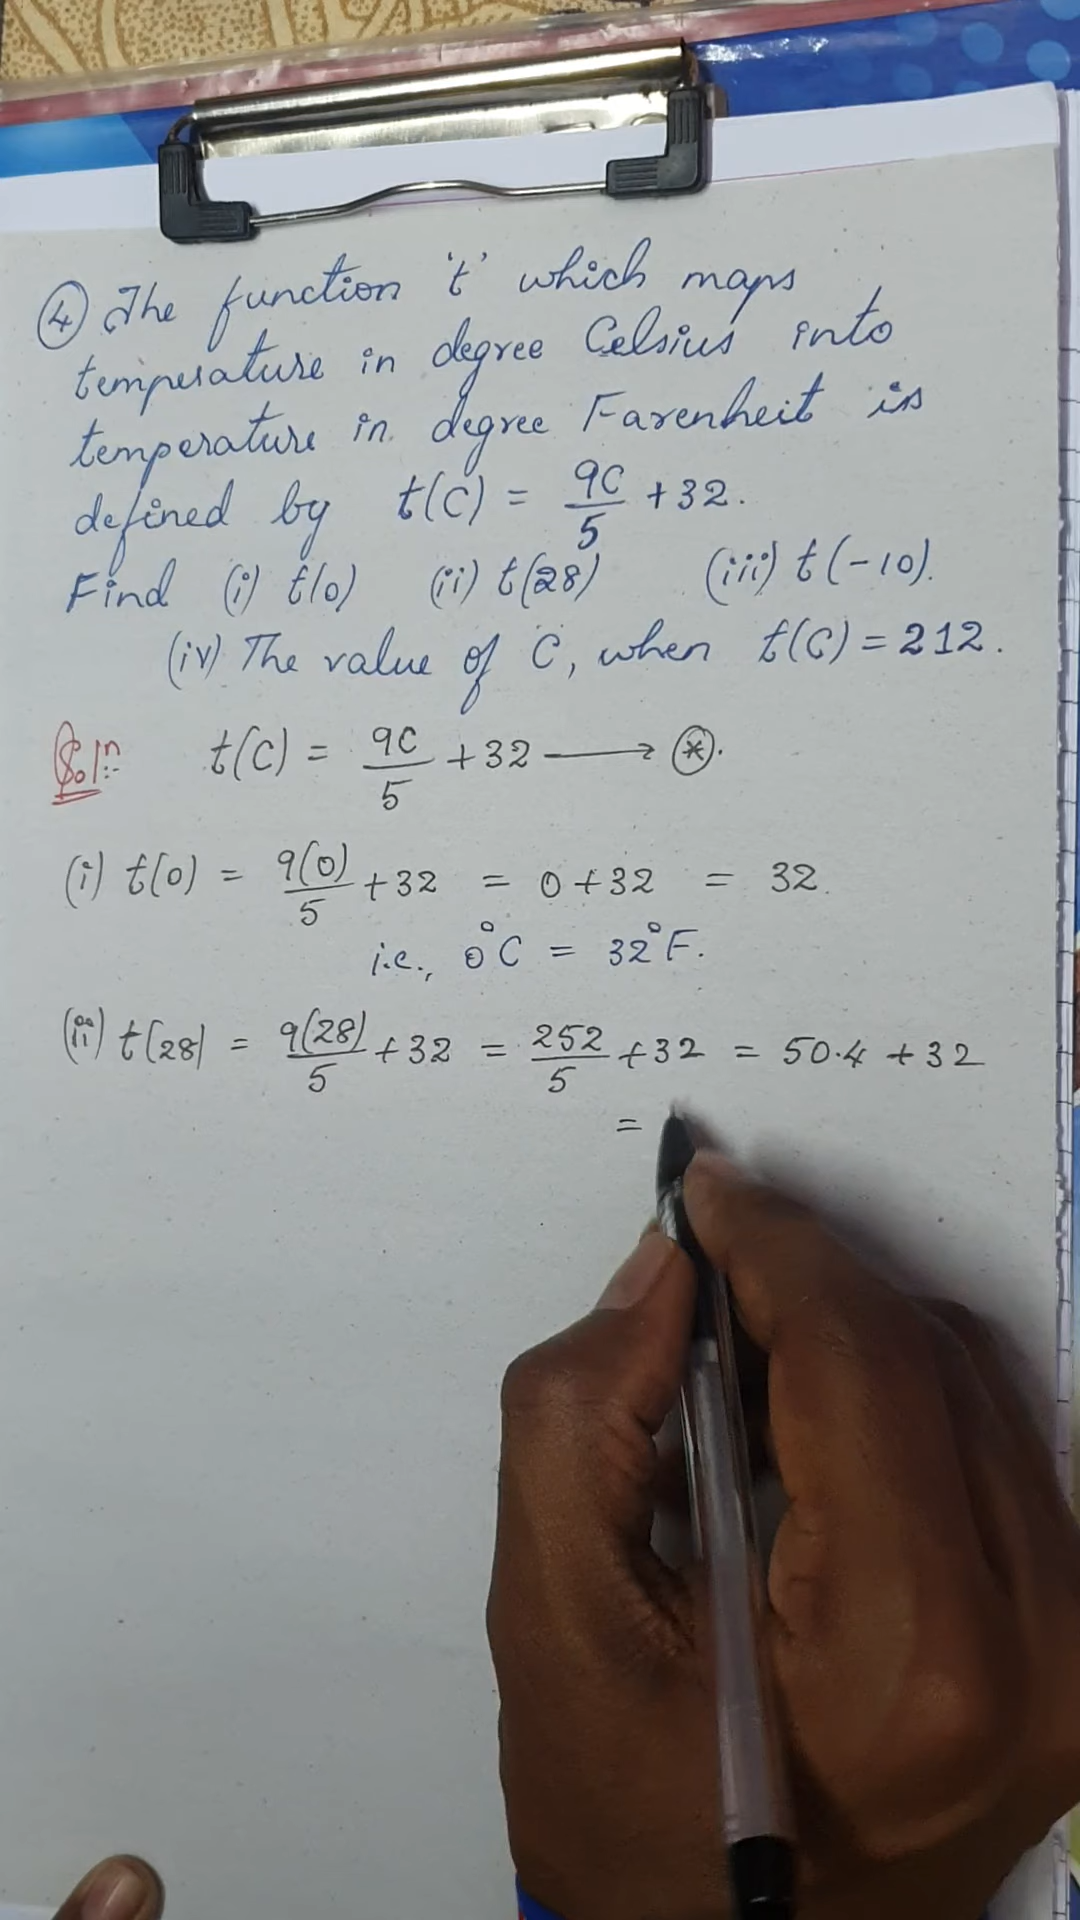 ④ The function 't' which maps
temperature in degree Celsius into
temperature in degree Farenheit is
defined by t(C) = 9C/5 + 32.
Find (i) t(0) (ii) t(28) (iii) t(-10).
(iv) The value of C, when t(C) = 212.
Soln:- t(C) = 9C/5 + 32 ⟶ ⊛.
(i) t(0) = 9(0)/5 + 32 = 0 + 32 = 32.
i.e., 0°C = 32°F.
(ii) t(28) = 9(28)/5 + 32 = 252/5 + 32 = 50.4 + 32
=